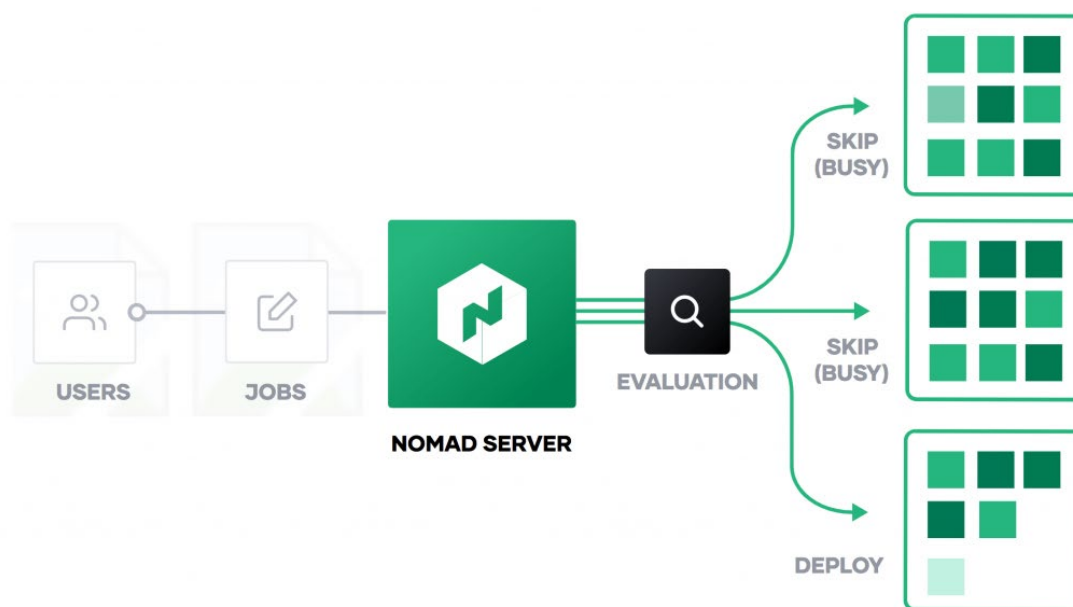 SKIP
(BUSY)
USERS
JOBS
NOMAD SERVER
EVALUATION
SKIP
(BUSY)
DEPLOY